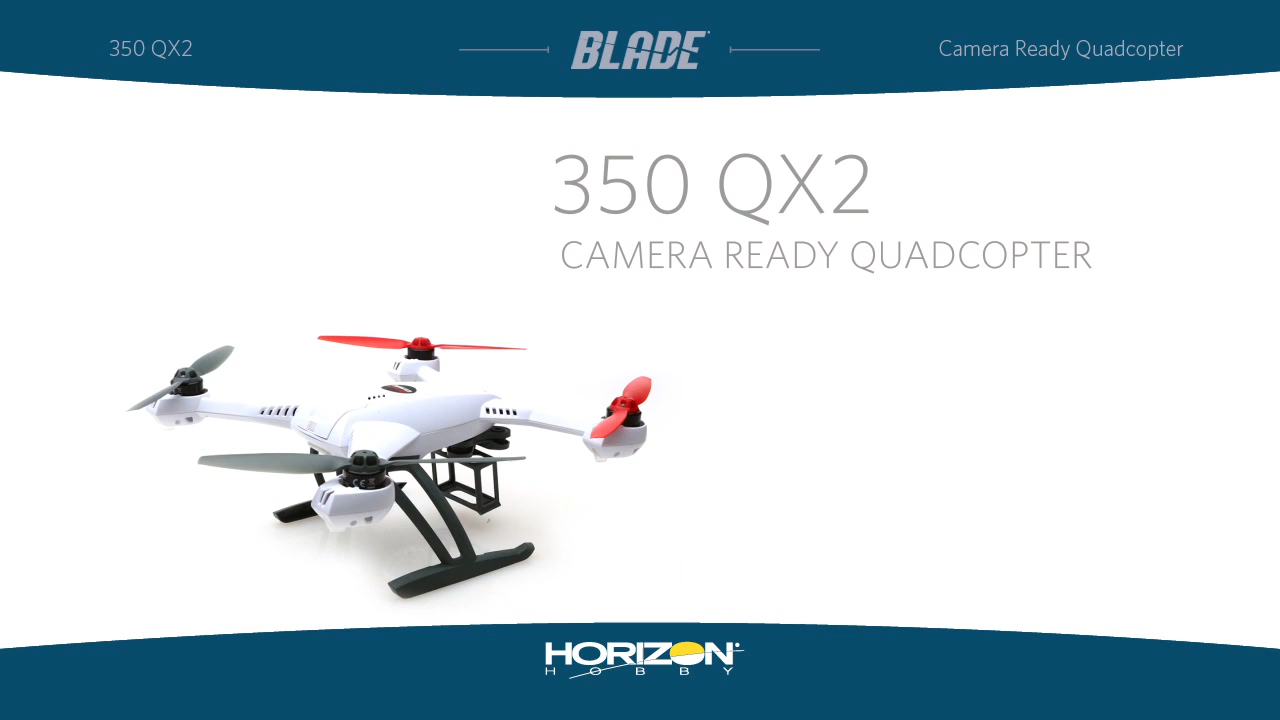 350 QX2
BLADE
Camera Ready Quadcopter
350 QX2
CAMERA READY QUADCOPTER
HORIZON
HOBBY